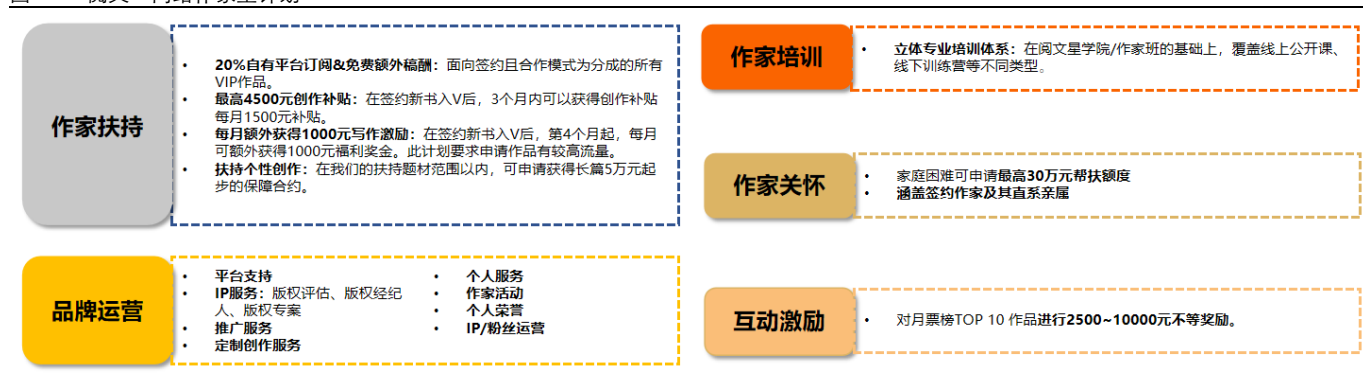 作家扶持
• 20%自有平台订阅&免费额外稿酬：面向签约且合作模式为分成的所有
VIP作品。
• 最高4500元创作补贴：在签约新书入V后，3个月内可以获得创作补贴
每月1500元补贴。
• 每月额外获得1000元写作激励：在签约新书入V后，第4个月起，每月
可额外获得1000元福利奖金。此计划要求申请作品有较高流量。
• 扶持个性创作：在我们的扶持题材范围以内，可申请获得长篇5万元起
步的保障合约。
品牌运营
• 平台支持
• IP服务：版权评估、版权经纪
人、版权专案
• 推广服务
• 定制创作服务
• 个人服务
• 作家活动
• 个人荣誉
• IP/粉丝运营
作家培训
• 立体专业培训体系：在阅文星学院/作家班的基础上，覆盖线上公开课、
线下训练营等不同类型。
作家关怀
• 家庭困难可申请最高30万元帮扶额度
• 涵盖签约作家及其直系亲属
互动激励
• 对月票榜TOP 10 作品进行2500~10000元不等奖励。